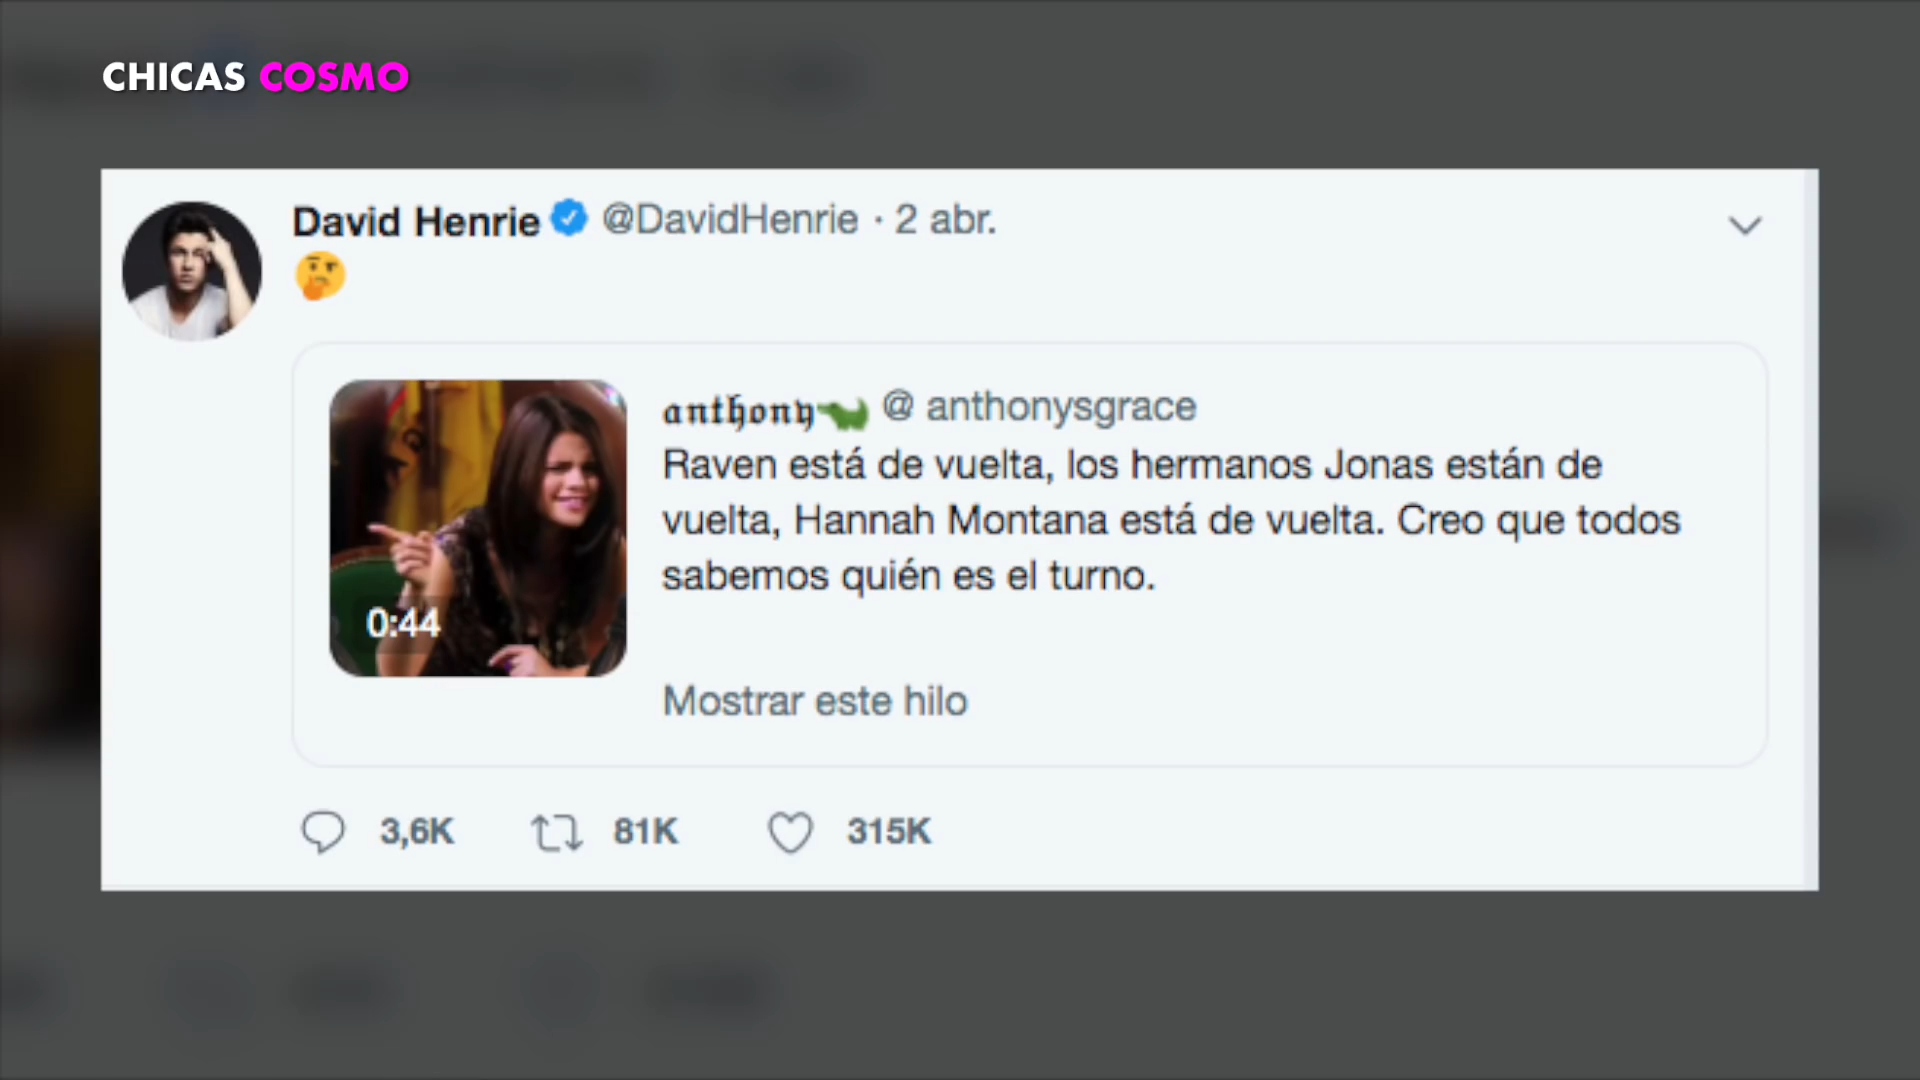 CHICAS COSMO
David Henrie @DavidHenrie · 2 abr.
🤔
anthony🐊 @ anthonysgrace
Raven está de vuelta, los hermanos Jonas están de
vuelta, Hannah Montana está de vuelta. Creo que todos
sabemos quién es el turno.
0:44
Mostrar este hilo
3,6K 81K 315K